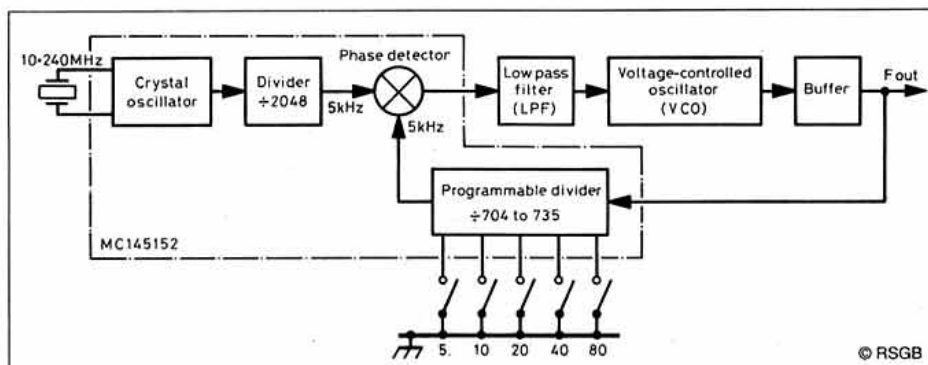 10·240MHz
Crystal
oscillator
Divider
÷2048
5kHz
Phase detector
5kHz
Low pass
filter
(LPF)
Voltage-controlled
oscillator
(VCO)
Buffer
Fout
Programmable divider
÷704 to 735
MC145152
5.
10
20
40
80
© RSGB